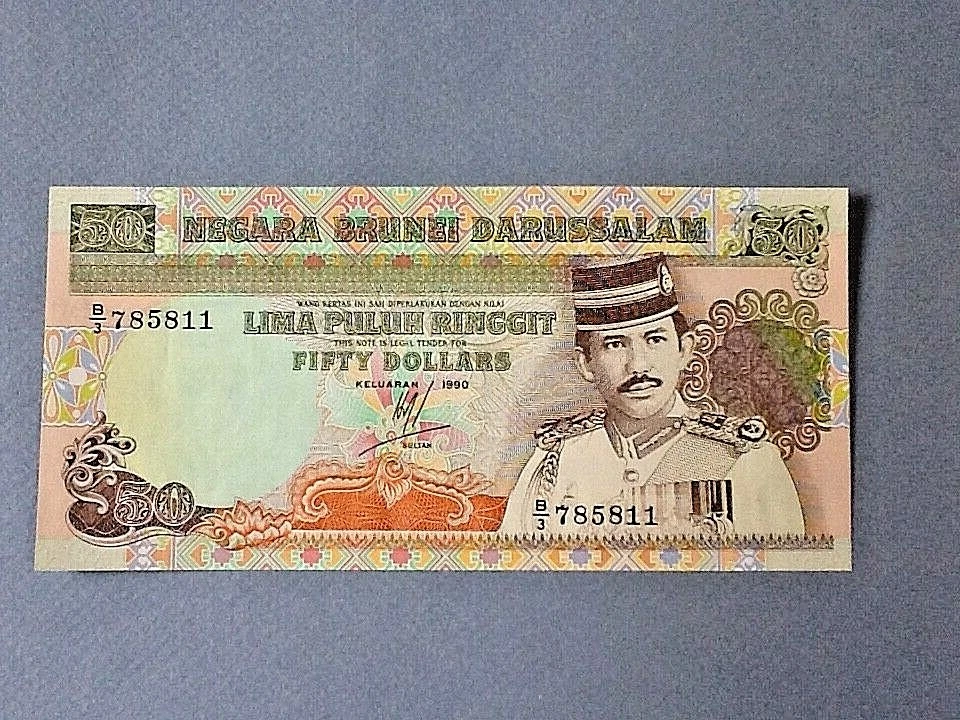 50 NEGARA BRUNEI DARUSSALAM 50
WANG KERTAS INI SAH DIPERLAKUKAN DENGAN NILAI
B/3 785811
LIMA PULUH RINGGIT
THIS NOTE IS LEGAL TENDER FOR
FIFTY DOLLARS
KELUARAN 1990
SULTAN
50
B/3 785811